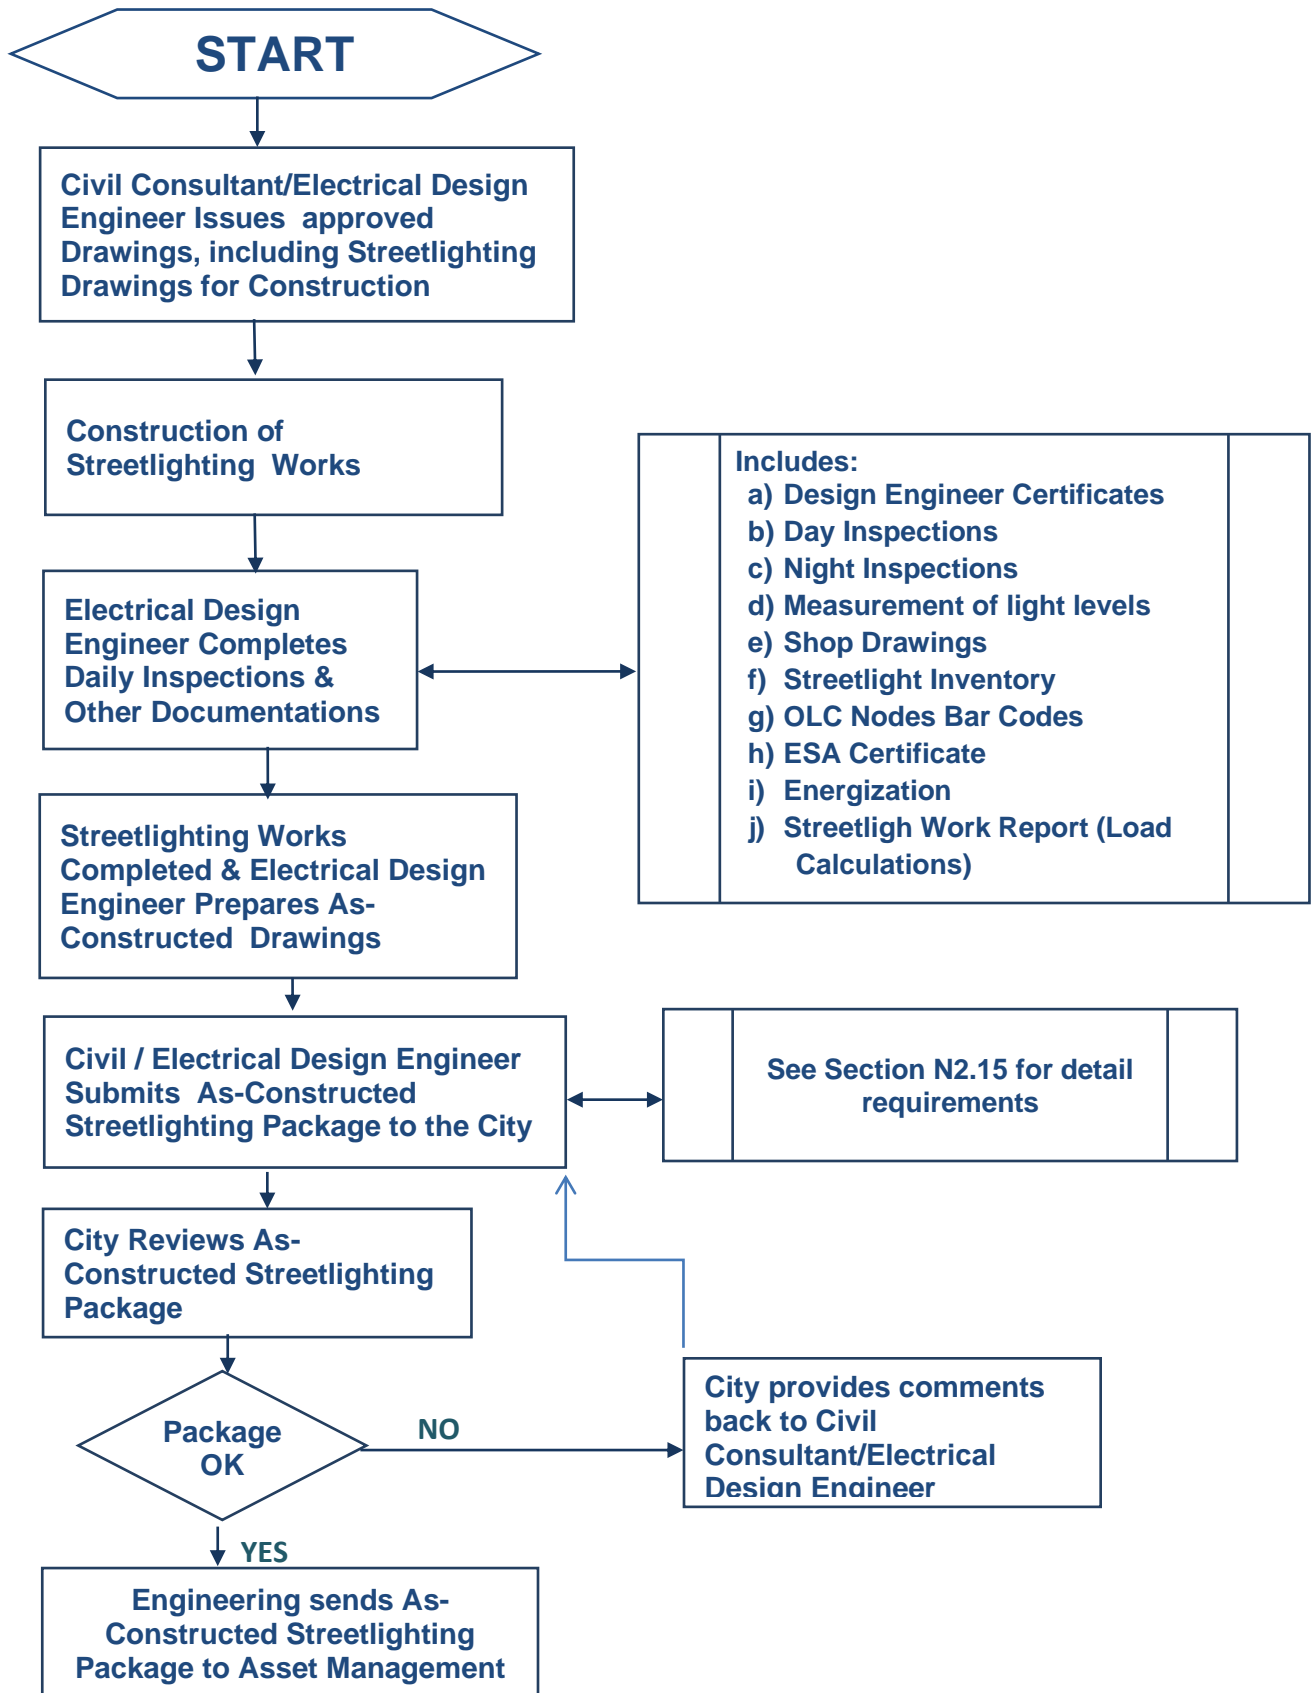 START
Civil Consultant/Electrical Design
Engineer Issues  approved
Drawings, including Streetlighting
Drawings for Construction
Construction of
Streetlighting  Works
Electrical Design
Engineer Completes
Daily Inspections &
Other Documentations
Includes:
a) Design Engineer Certificates
b) Day Inspections
c) Night Inspections
d) Measurement of light levels
e) Shop Drawings
f) Streetlight Inventory
g) OLC Nodes Bar Codes
h) ESA Certificate
i) Energization
j) Streetligh Work Report (Load
Calculations)
Streetlighting Works
Completed & Electrical Design
Engineer Prepares As-
Constructed  Drawings
Civil / Electrical Design Engineer
Submits  As-Constructed
Streetlighting Package to the City
See Section N2.15 for detail
requirements
City Reviews As-
Constructed Streetlighting
Package
Package
OK
NO
City provides comments
back to Civil
Consultant/Electrical
Design Engineer
YES
Engineering sends As-
Constructed Streetlighting
Package to Asset Management